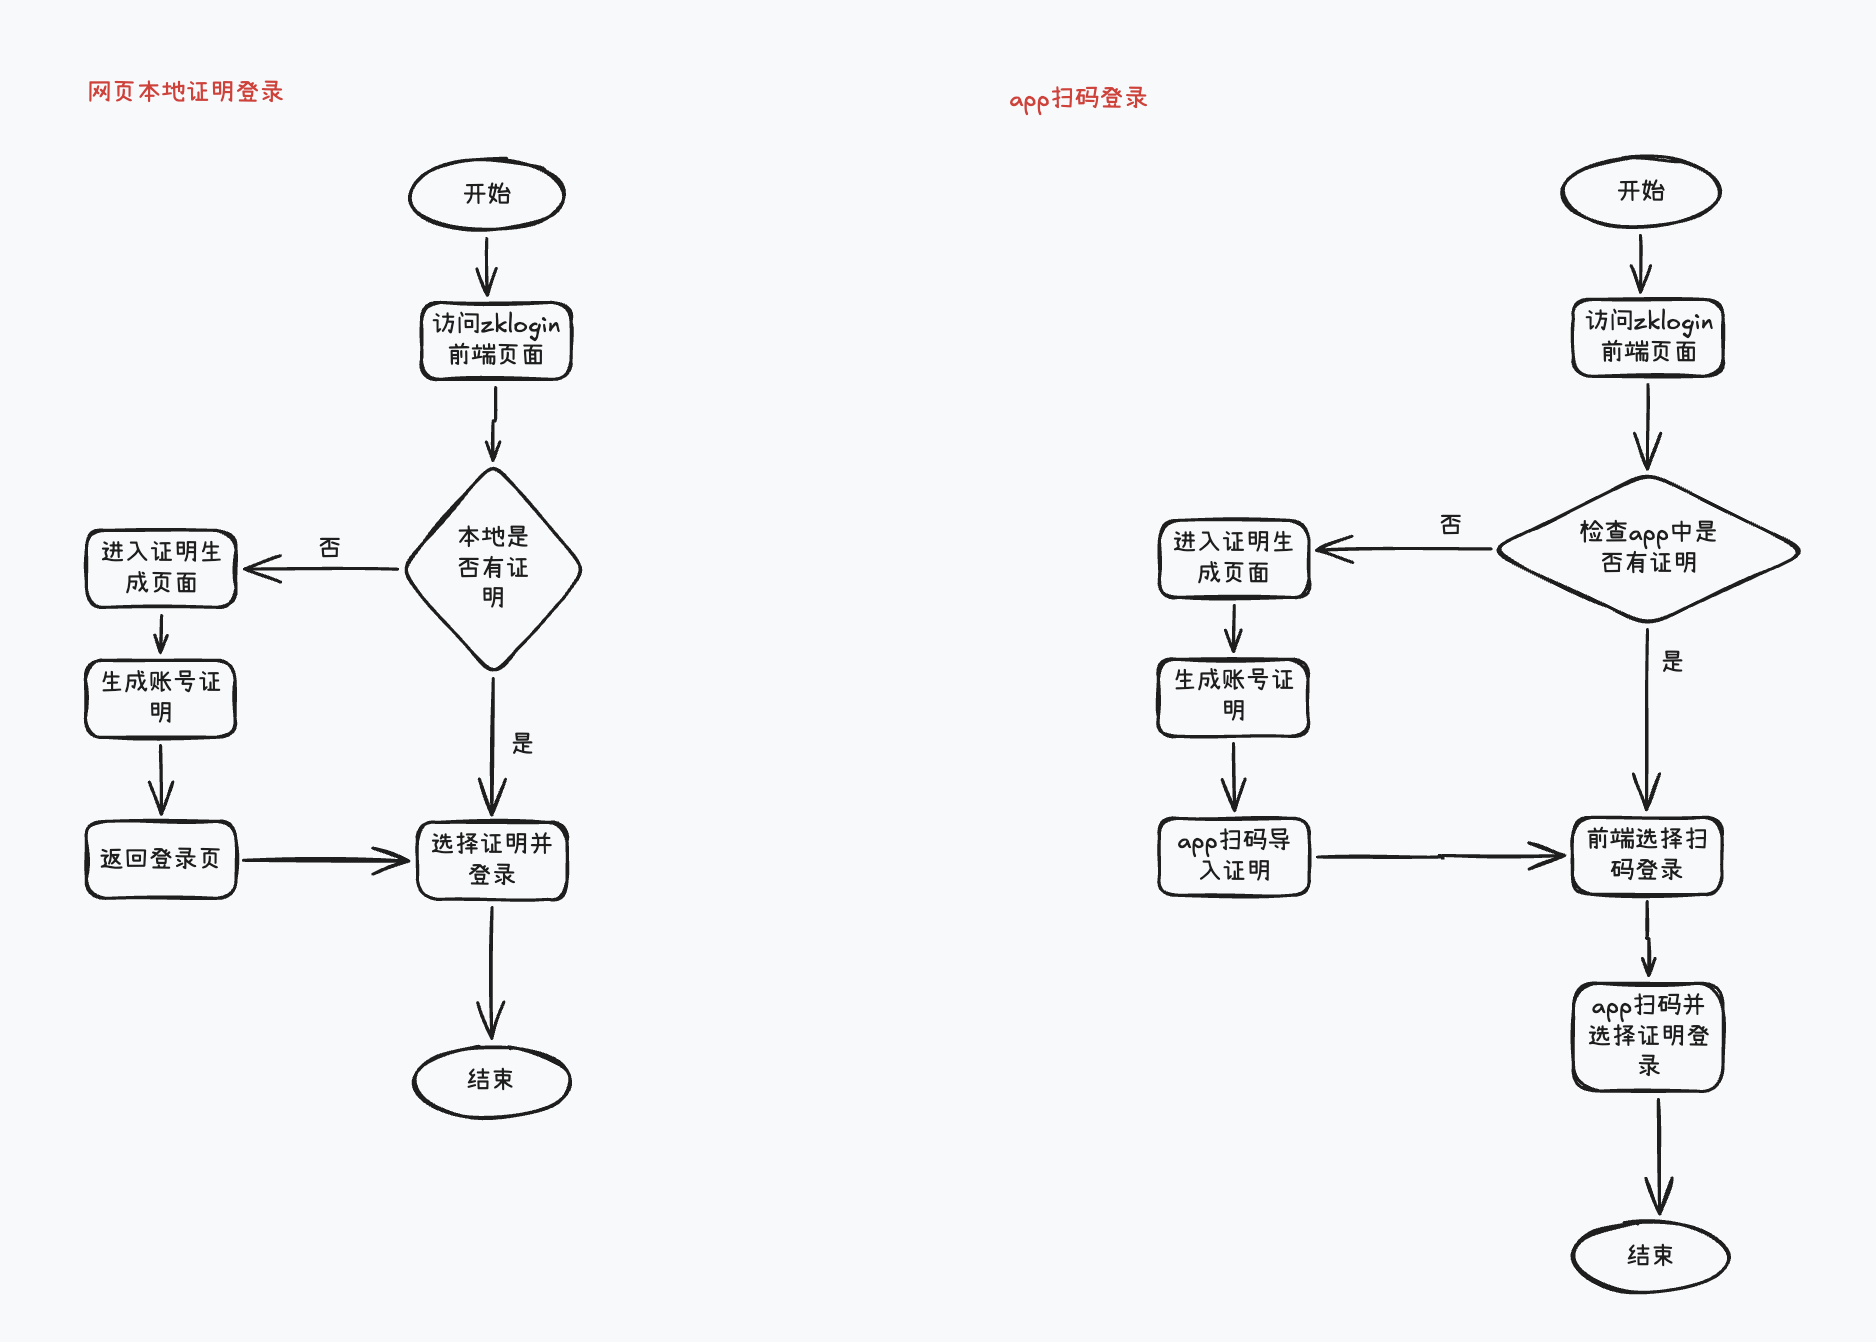 网页本地证明登录
开始
访问zklogin
前端页面
本地是
否有证
明
否
进入证明生
成页面
生成账号证
明
返回登录页
是
选择证明并
登录
结束
app扫码登录
开始
访问zklogin
前端页面
检查app中是
否有证明
否
进入证明生
成页面
生成账号证
明
app扫码导
入证明
是
前端选择扫
码登录
app扫码并
选择证明登
录
结束